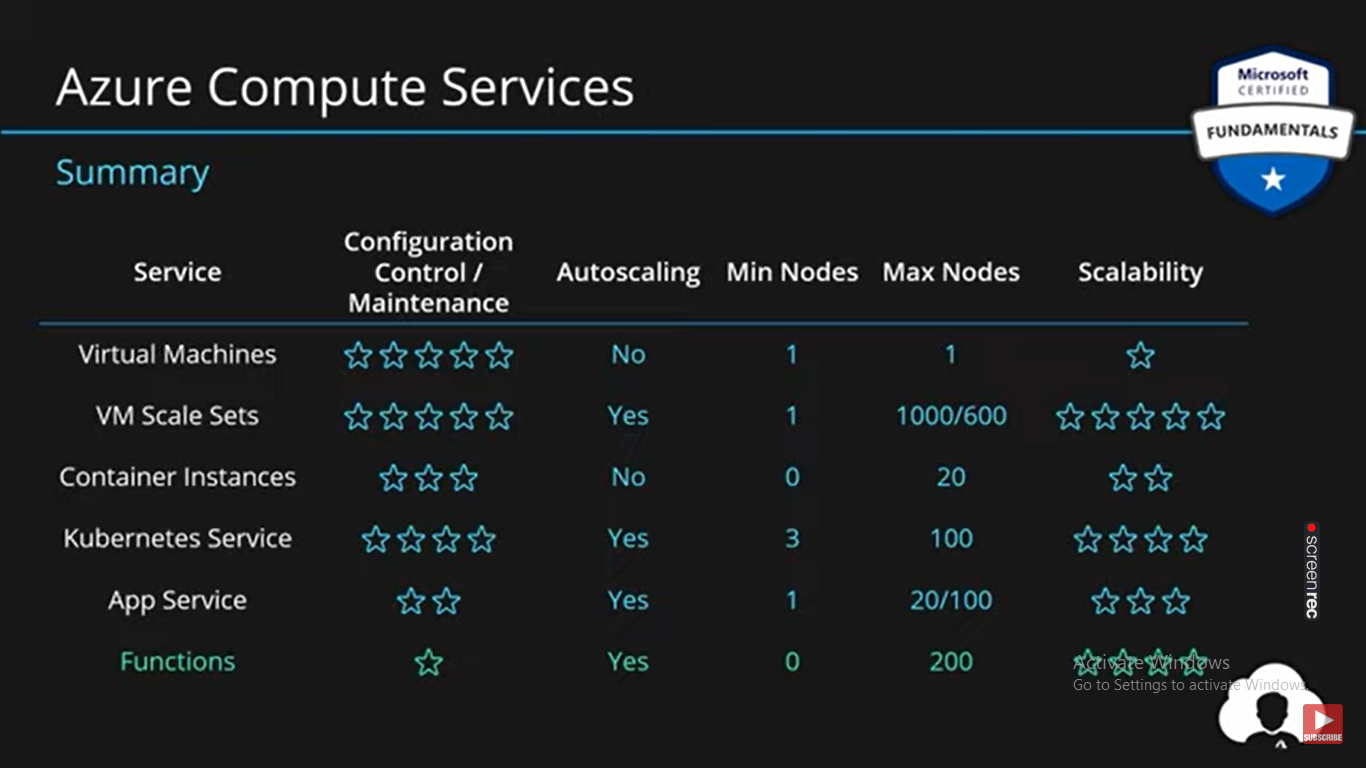 Azure Compute Services
Microsoft
CERTIFIED
FUNDAMENTALS
Summary
Service Configuration Control / Maintenance Autoscaling Min Nodes Max Nodes Scalability
Virtual Machines ☆☆☆☆☆ No 1 1 ☆
VM Scale Sets ☆☆☆☆☆ Yes 1 1000/600 ☆☆☆☆☆
Container Instances ☆☆☆ No 0 20 ☆☆
Kubernetes Service ☆☆☆☆ Yes 3 100 ☆☆☆☆
App Service ☆☆ Yes 1 20/100 ☆☆☆
Functions ☆ Yes 0 200 ☆☆☆☆
screenrec
Activate Windows
Go to Settings to activate Windows.
SUBSCRIBE